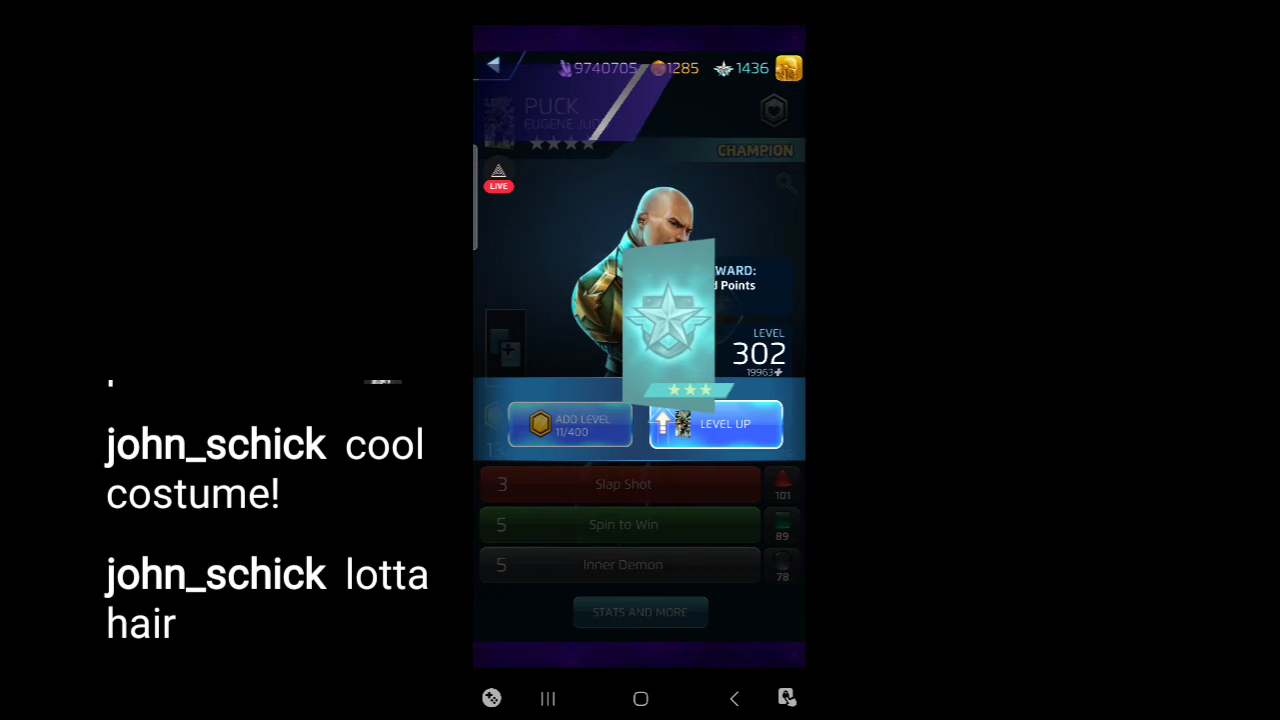 9740705 1285 1436
PUCK
EUGENE JUD
CHAMPION
LIVE
WARD:
d Points
LEVEL
302
19963
ADD LEVEL
11/400
LEVEL UP
3 Slap Shot
101
5 Spin to Win
89
5 Inner Demon
78
STATS AND MORE
john_schick cool
costume!
john_schick lotta
hair